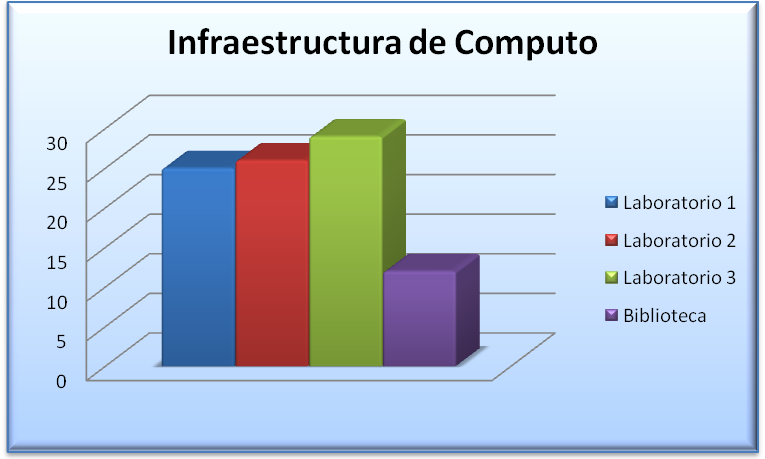 Infraestructura de Computo
30
25
20
15
10
5
0
Laboratorio 1
Laboratorio 2
Laboratorio 3
Biblioteca